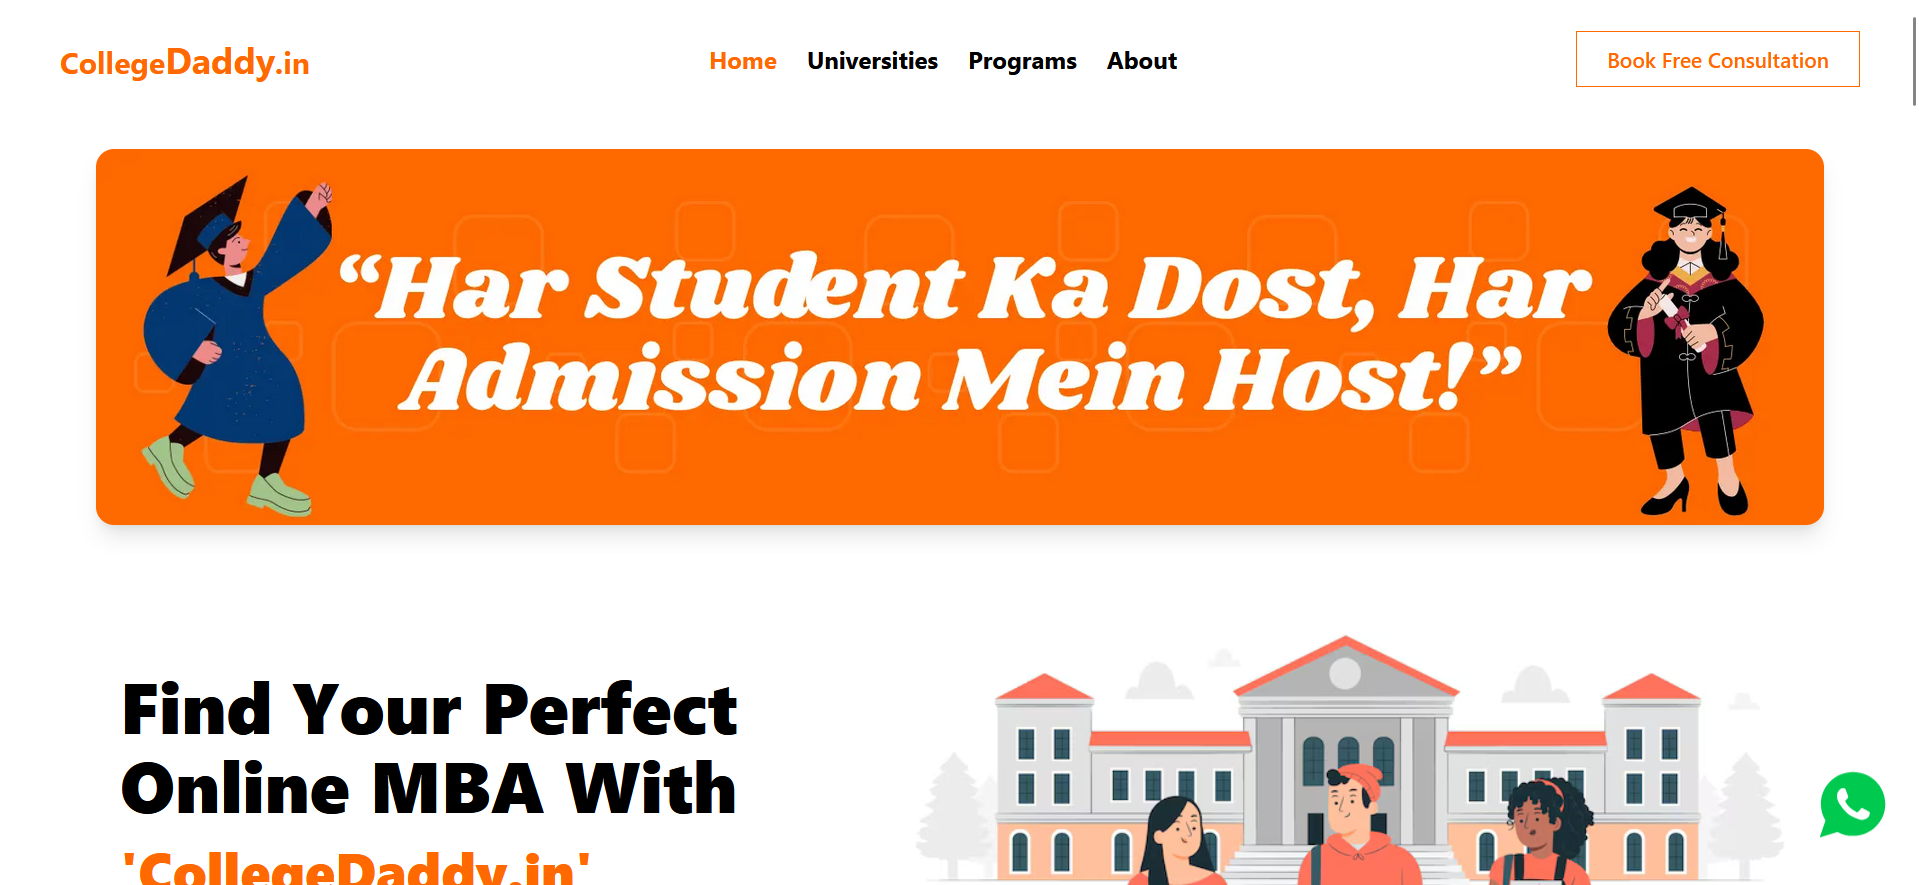 CollegeDaddy.in
Home Universities Programs About
Book Free Consultation
“Har Student Ka Dost, Har
Admission Mein Host!”
Find Your Perfect
Online MBA With
'CollegeDaddy.in'